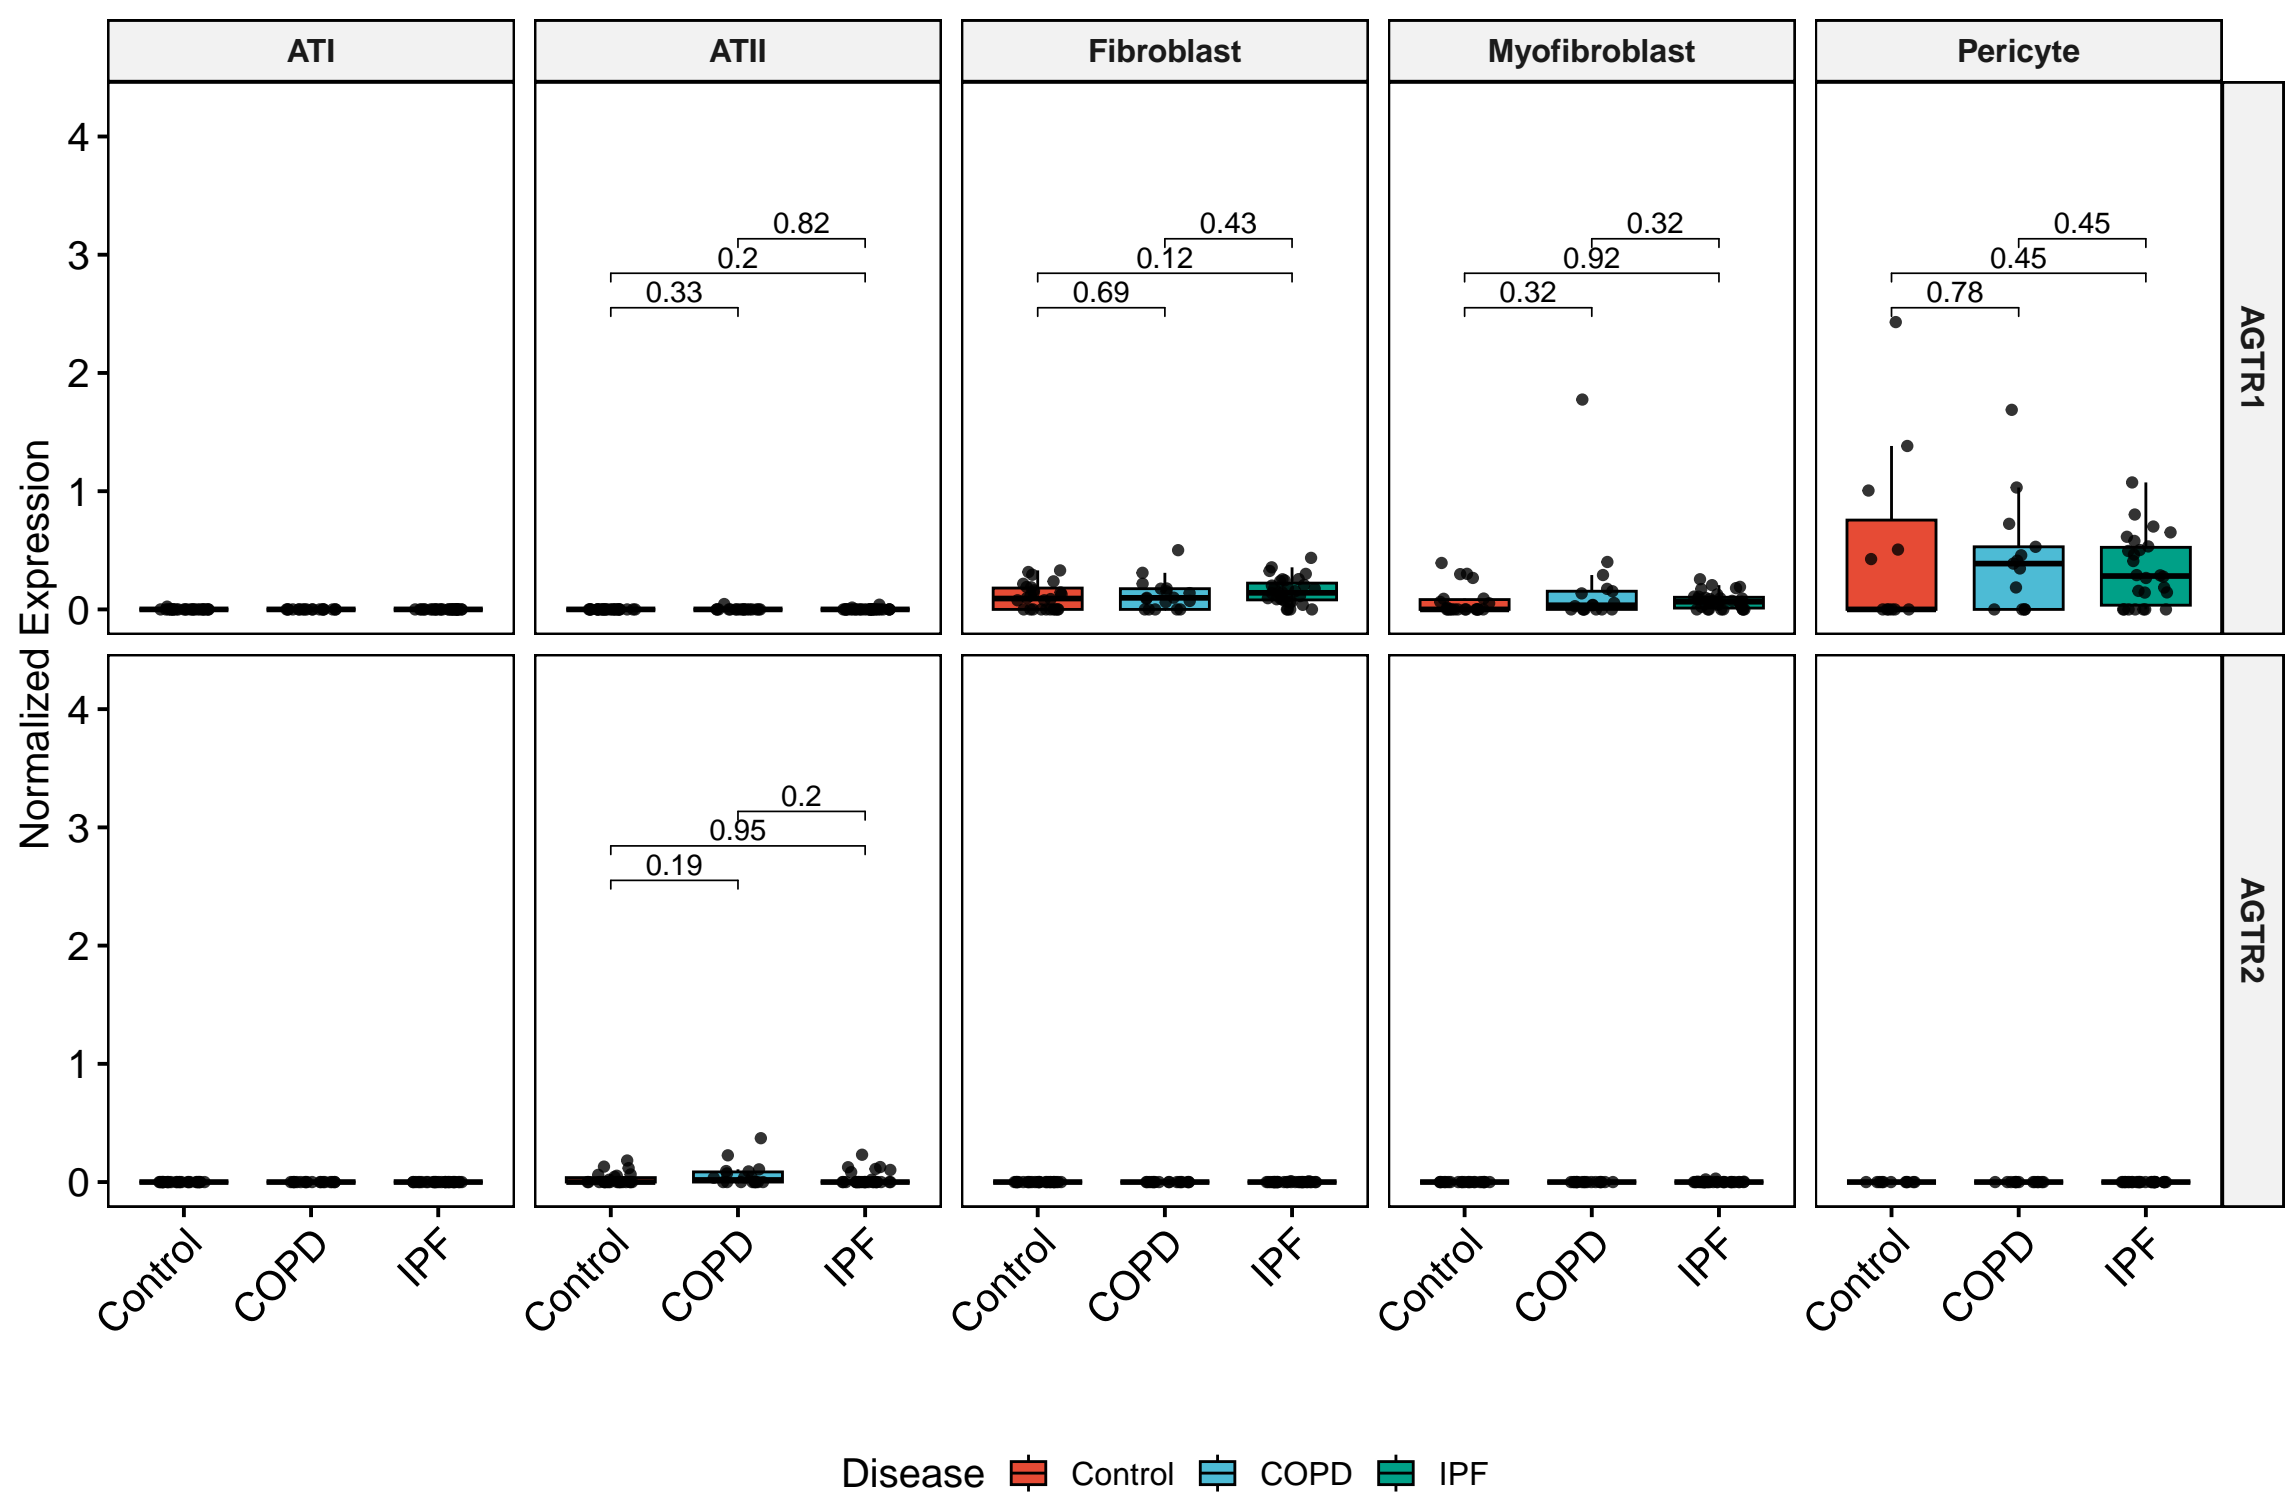 ATI
ATII
Fibroblast
Myofibroblast
Pericyte
Normalized Expression
4
3
2
1
0
0.82
0.2
0.33
0.43
0.12
0.69
0.32
0.92
0.32
0.45
0.45
0.78
AGTR1
4
3
2
1
0
0.2
0.95
0.19
AGTR2
Control
COPD
IPF
Control
COPD
IPF
Control
COPD
IPF
Control
COPD
IPF
Control
COPD
IPF
Disease Control COPD IPF